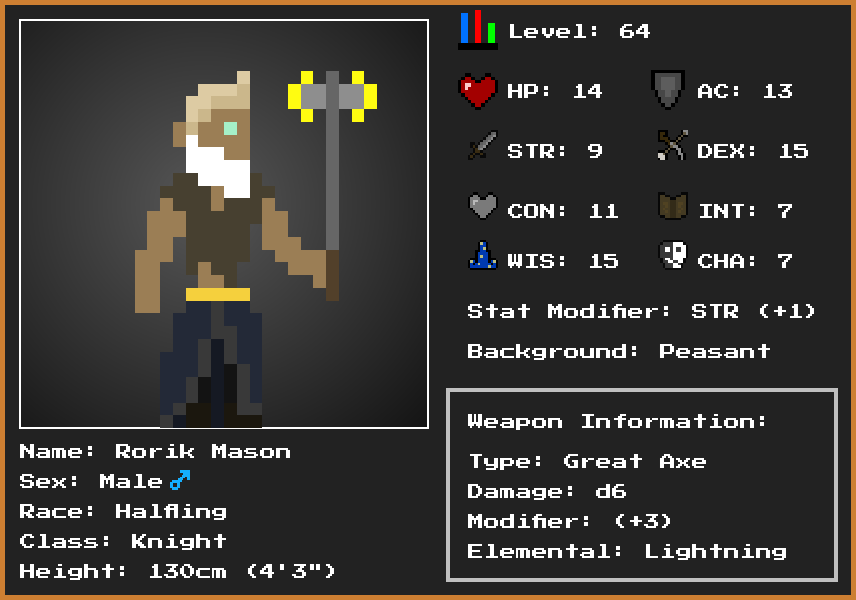 Level: 64
HP: 14 AC: 13
STR: 9 DEX: 15
CON: 11 INT: 7
WIS: 15 CHA: 7
Stat Modifier: STR (+1)
Background: Peasant
Weapon Information:
Type: Great Axe
Damage: d6
Modifier: (+3)
Elemental: Lightning
Name: Rorik Mason
Sex: Male ♂
Race: Halfling
Class: Knight
Height: 130cm (4'3")